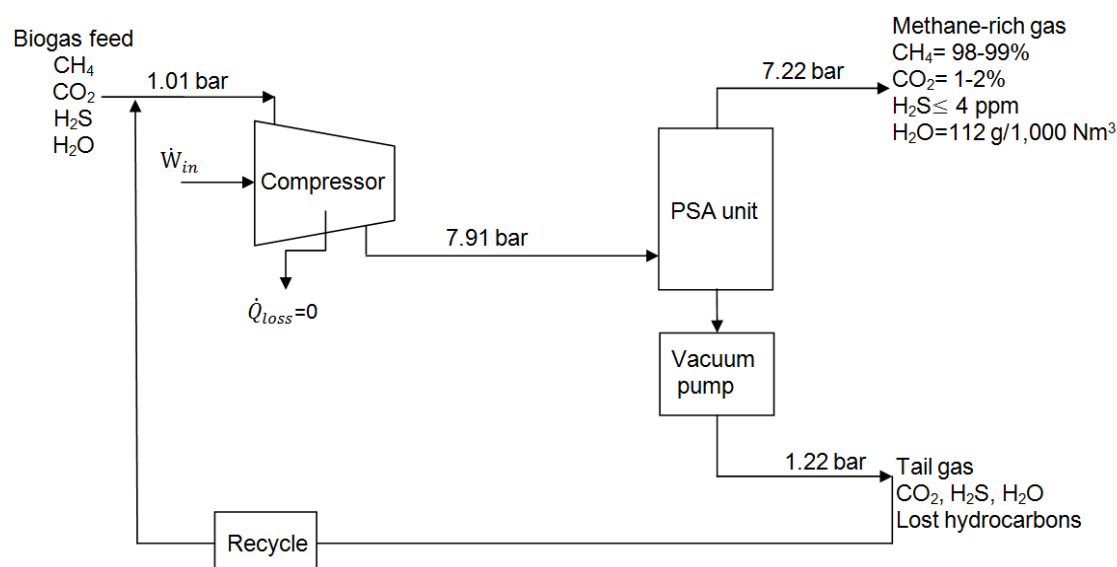 Biogas feed
CH₄
CO₂
H₂S
H₂O
1.01 bar
Ẇ_in
Compressor
Q̇_loss=0
7.91 bar
PSA unit
7.22 bar
Methane-rich gas
CH₄= 98-99%
CO₂= 1-2%
H₂S≤ 4 ppm
H₂O=112 g/1,000 Nm³
Vacuum
pump
1.22 bar
Tail gas
CO₂, H₂S, H₂O
Lost hydrocarbons
Recycle